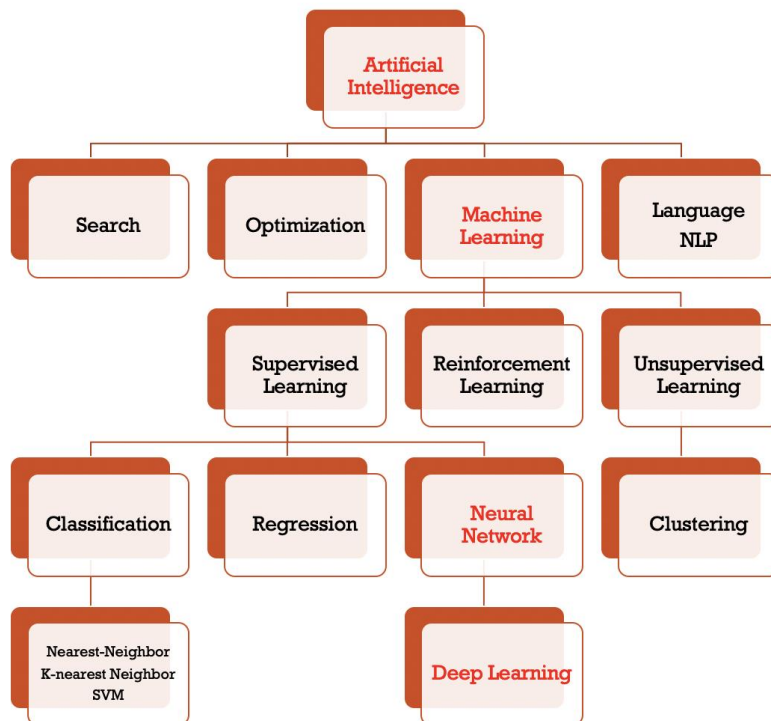 Artificial
Intelligence
Search
Optimization
Machine
Learning
Language
NLP
Supervised
Learning
Reinforcement
Learning
Unsupervised
Learning
Classification
Regression
Neural
Network
Clustering
Nearest-Neighbor
K-nearest Neighbor
SVM
Deep Learning